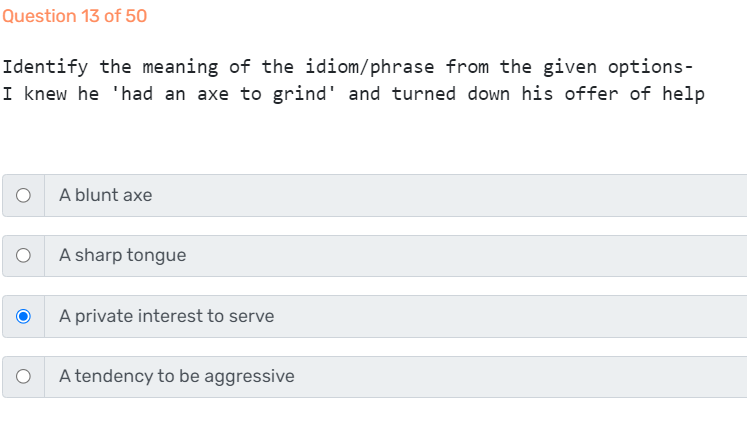 Question 13 of 50
Identify the meaning of the idiom/phrase from the given options-
I knew he 'had an axe to grind' and turned down his offer of help
A blunt axe
A sharp tongue
A private interest to serve
A tendency to be aggressive